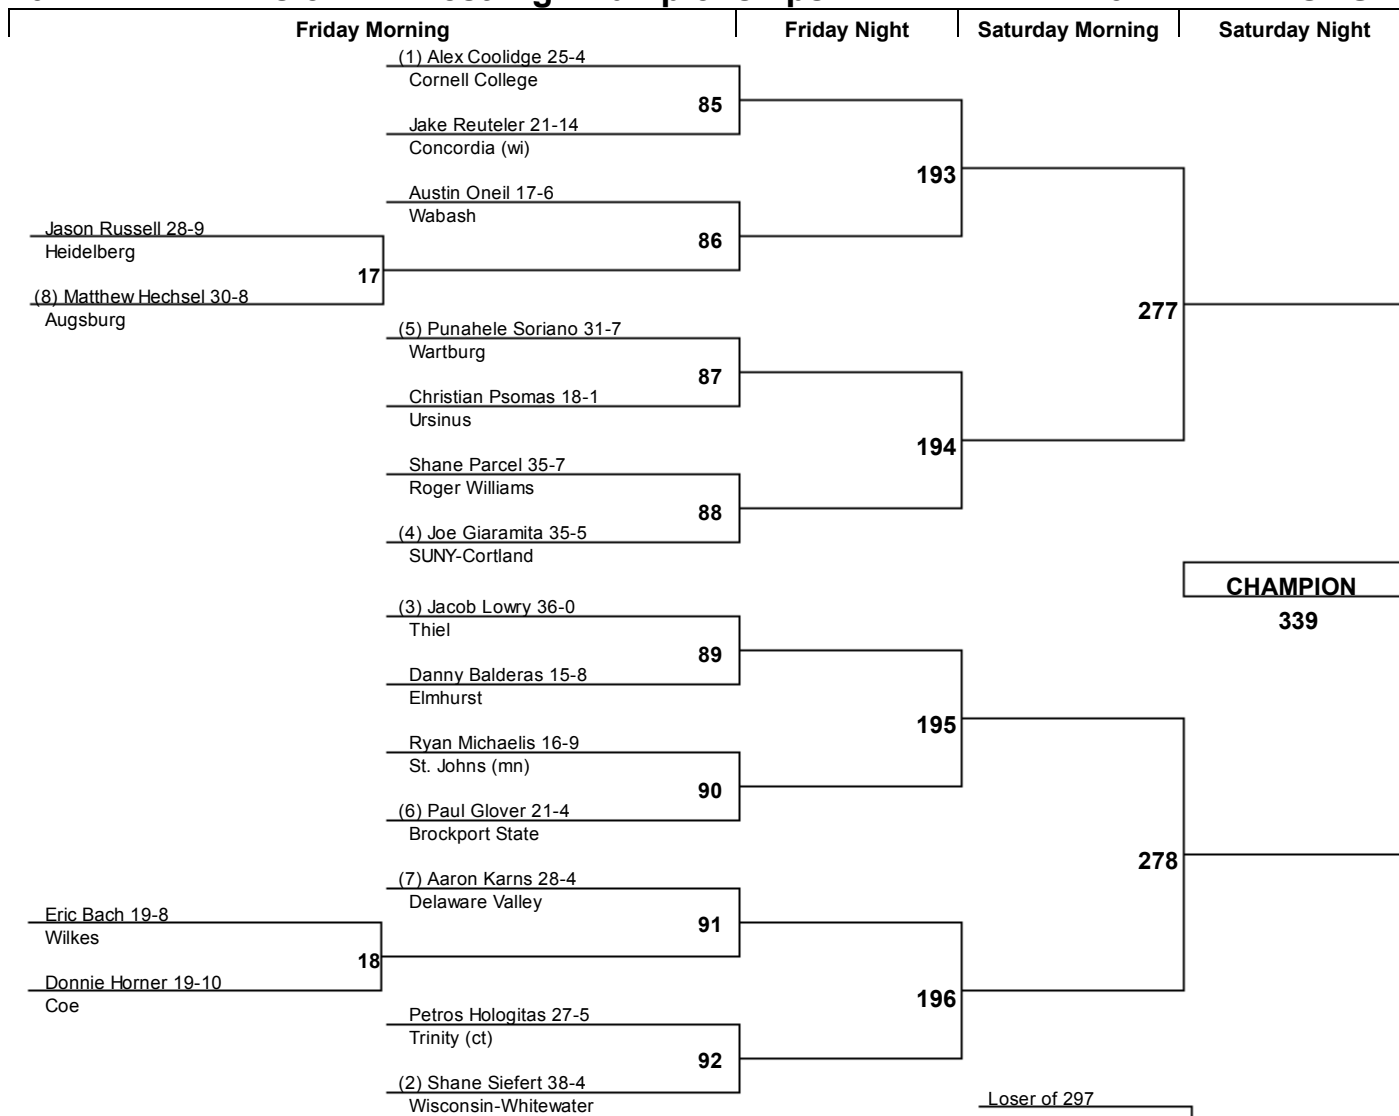 Friday Morning Friday Night Saturday Morning Saturday Night
(1) Alex Coolidge 25-4
Cornell College
85
Jake Reuteler 21-14
Concordia (wi)
193
Austin Oneil 17-6
Wabash
Jason Russell 28-9
Heidelberg
86
17
(8) Matthew Hechsel 30-8
Augsburg
277
(5) Punahele Soriano 31-7
Wartburg
87
Christian Psomas 18-1
Ursinus
194
Shane Parcel 35-7
Roger Williams
88
(4) Joe Giaramita 35-5
SUNY-Cortland
CHAMPION
339
(3) Jacob Lowry 36-0
Thiel
89
Danny Balderas 15-8
Elmhurst
195
Ryan Michaelis 16-9
St. Johns (mn)
90
(6) Paul Glover 21-4
Brockport State
278
(7) Aaron Karns 28-4
Delaware Valley
Eric Bach 19-8
Wilkes
91
18
Donnie Horner 19-10
Coe
196
Petros Hologitas 27-5
Trinity (ct)
92
(2) Shane Siefert 38-4
Wisconsin-Whitewater
Loser of 297